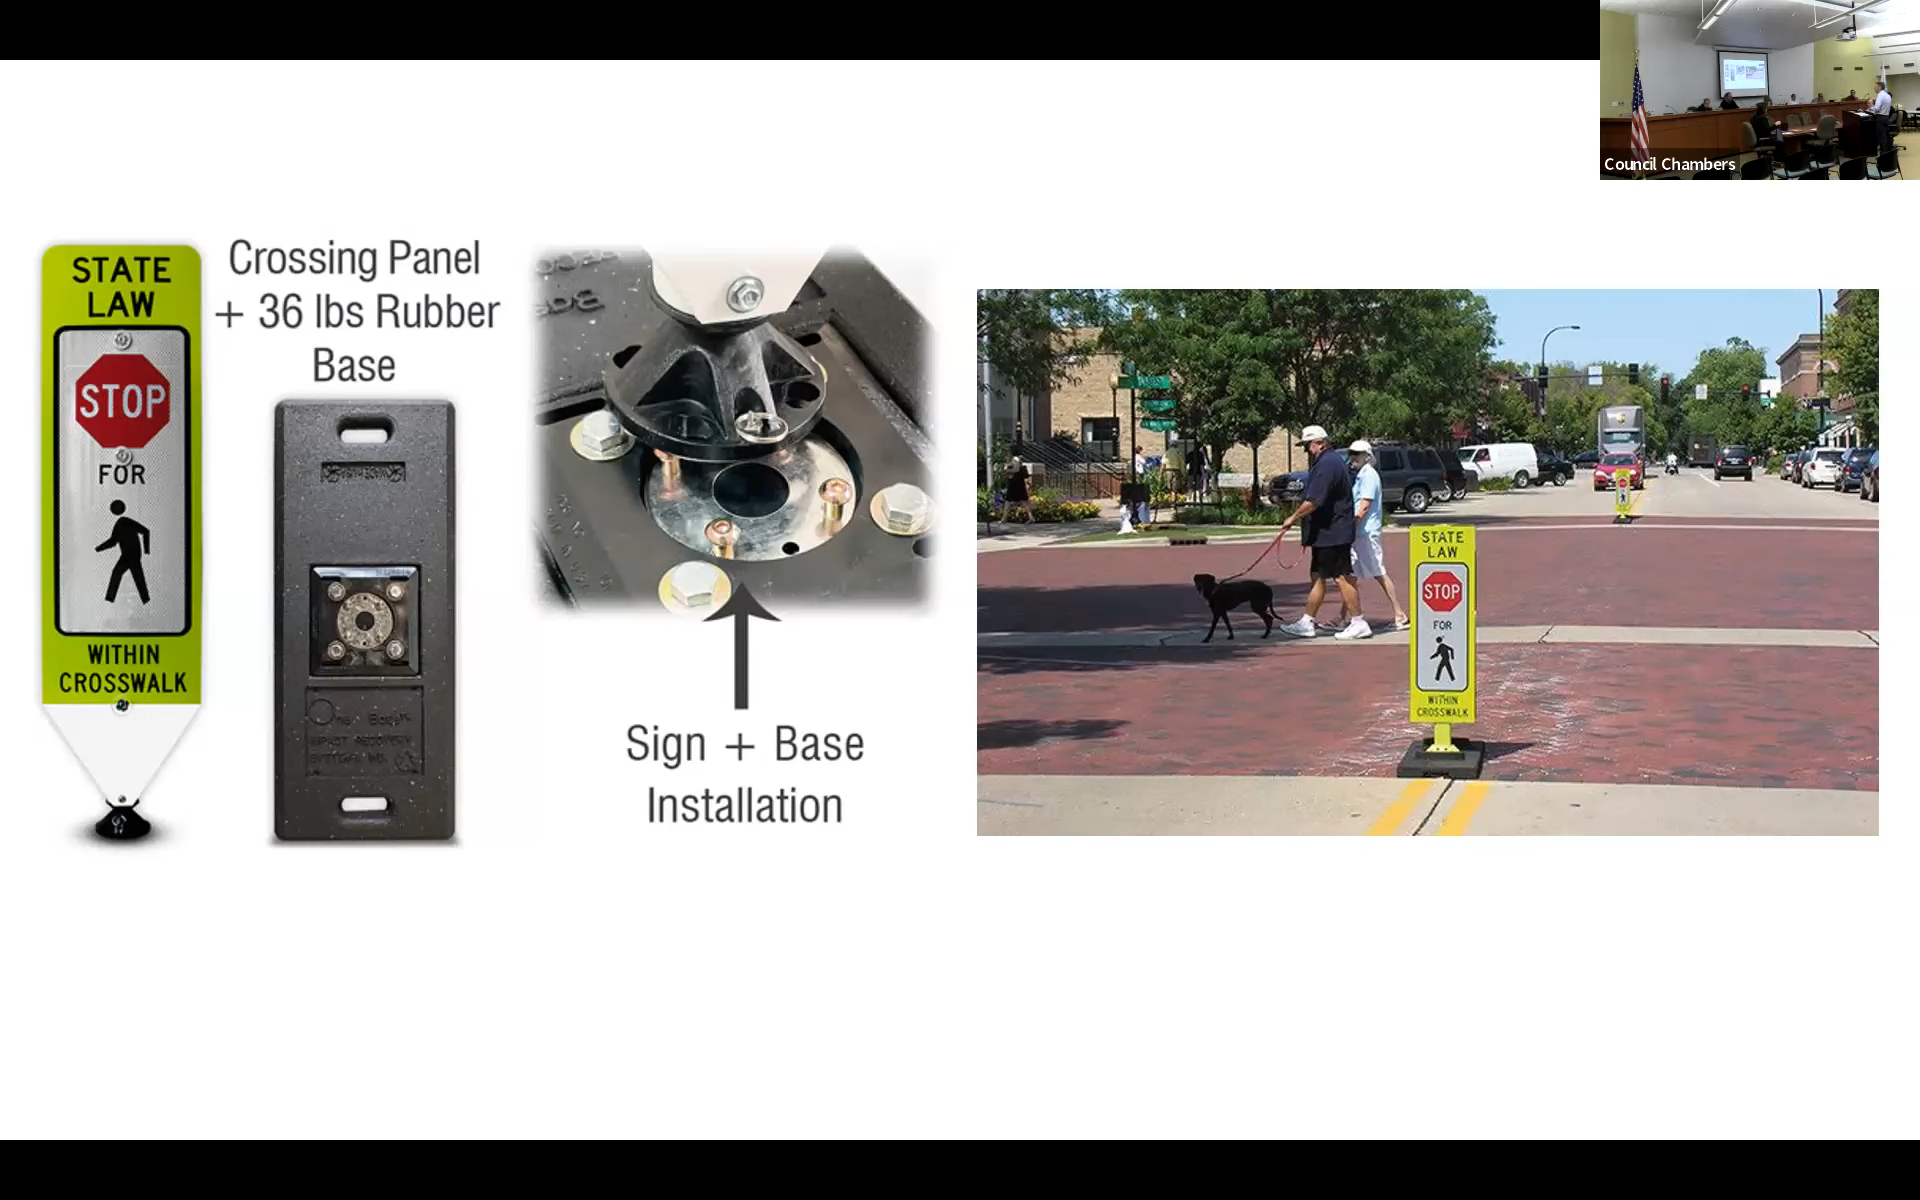 Council Chambers
STATE
LAW
STOP
FOR
WITHIN
CROSSWALK
Crossing Panel
+ 36 lbs Rubber
Base
Sign + Base
Installation
STATE
LAW
STOP
FOR
WITHIN
CROSSWALK